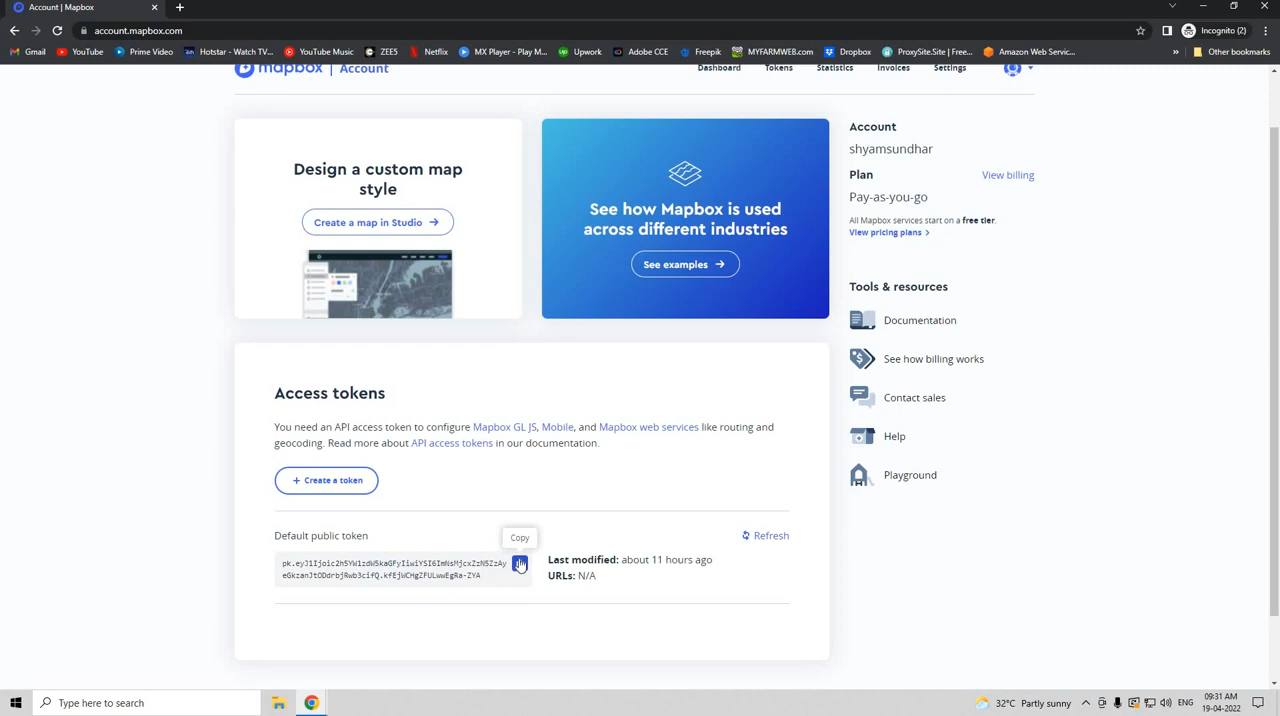 Account | Mapbox
account.mapbox.com
Incognito (2)
Gmail
YouTube
Prime Video
Hotstar - Watch TV...
YouTube Music
ZEE5
Netflix
MX Player - Play M...
Upwork
Adobe CCE
Freepik
MYFARMWEB.com
Dropbox
ProxySite.Site | Free...
Amazon Web Servic...
Other bookmarks
mapbox | Account
Dashboard
Tokens
Statistics
Invoices
Settings
Design a custom map
style
Create a map in Studio
See how Mapbox is used
across different industries
See examples
Account
shyamsundhar
Plan
View billing
Pay-as-you-go
All Mapbox services start on a free tier.
View pricing plans
Tools & resources
Documentation
See how billing works
Contact sales
Help
Playground
Access tokens
You need an API access token to configure Mapbox GL JS, Mobile, and Mapbox web services like routing and
geocoding. Read more about API access tokens in our documentation.
+ Create a token
Default public token
Copy
Refresh
Last modified: about 11 hours ago
URLs: N/A
Type here to search
32°C Partly sunny
ENG
09:31 AM
19-04-2022